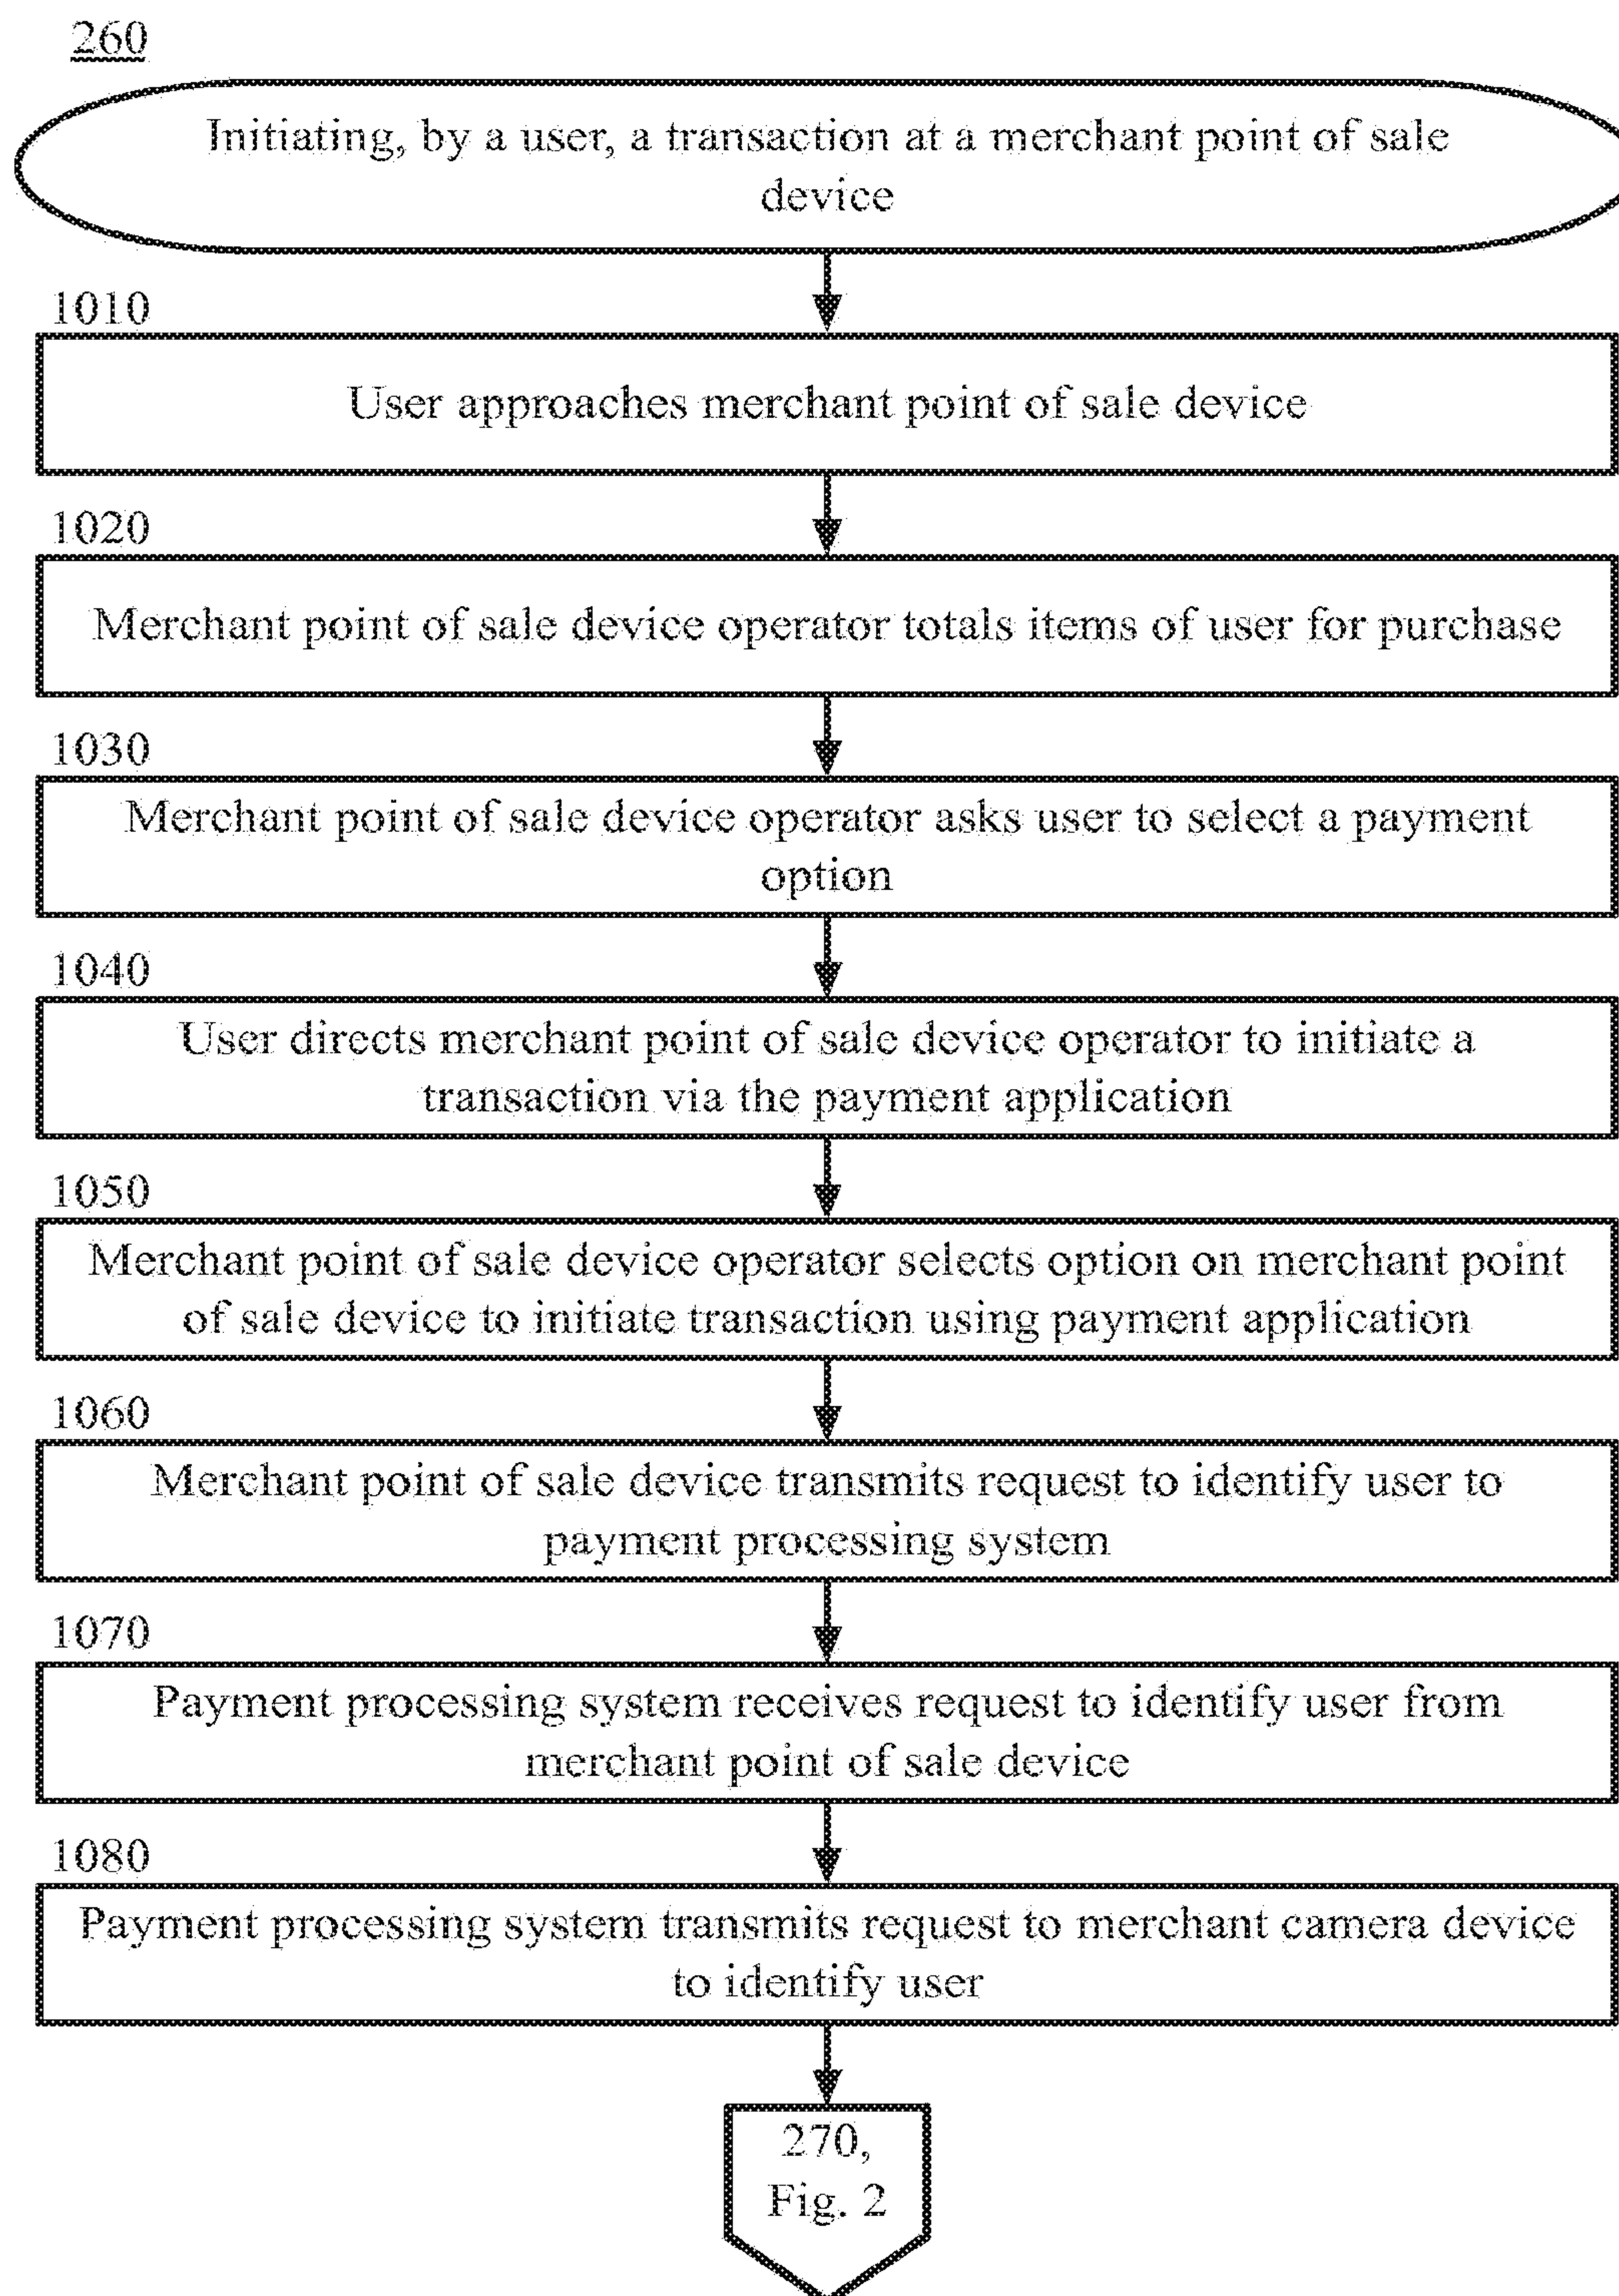 260
Initiating, by a user, a transaction at a merchant point of sale
device
1010
User approaches merchant point of sale device
1020
Merchant point of sale device operator totals items of user for purchase
1030
Merchant point of sale device operator asks user to select a payment
option
1040
User directs merchant point of sale device operator to initiate a
transaction via the payment application
1050
Merchant point of sale device operator selects option on merchant point
of sale device to initiate transaction using payment application
1060
Merchant point of sale device transmits request to identify user to
payment processing system
1070
Payment processing system receives request to identify user from
merchant point of sale device
1080
Payment processing system transmits request to merchant camera device
to identify user
270,
Fig. 2